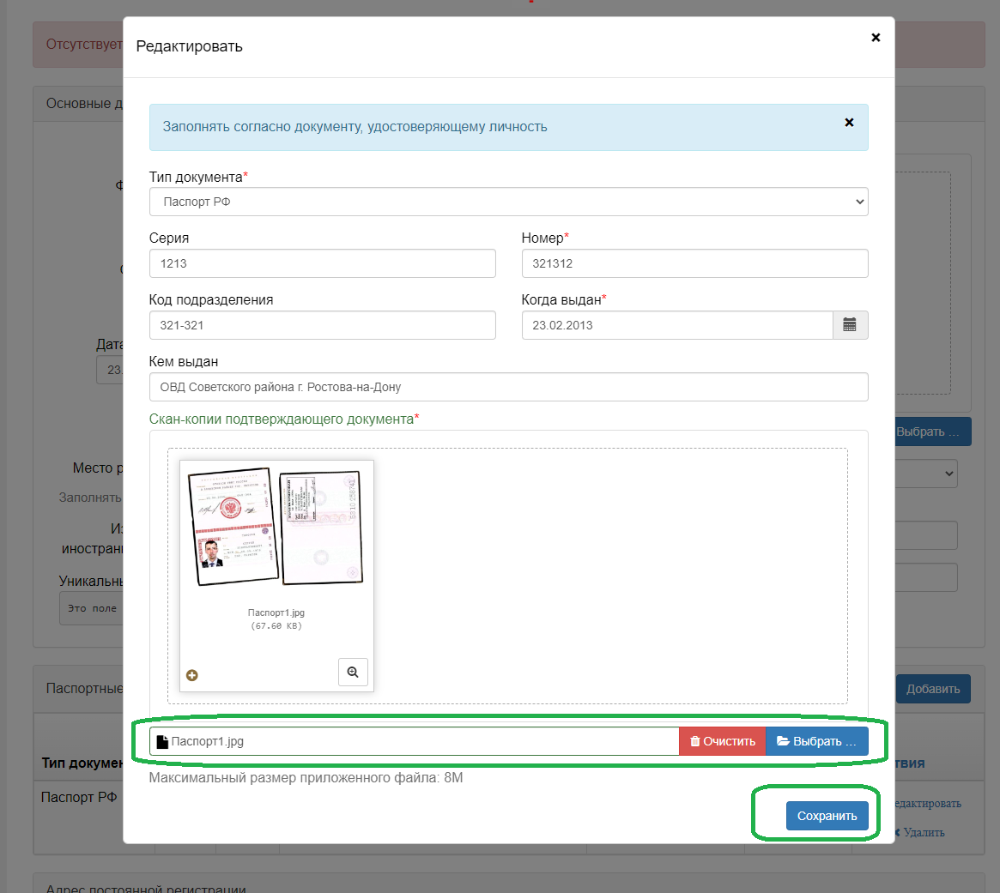 Редактировать
×
Отсутствует
Основные д
Заполнять согласно документу, удостоверяющему личность ×
Тип документа*
Паспорт РФ
Серия Номер*
1213 321312
Код подразделения Когда выдан*
321-321 23.02.2013
Дата
23.
Кем выдан
ОВД Советского района г. Ростова-на-Дону
Скан-копии подтверждающего документа*
Выбрать ...
Место р
Заполнять
иностран
Уникальны
Это поле
Паспорт1.jpg
(67.60 KB)
Паспортные
Добавить
Паспорт1.jpg Очистить Выбрать ...
Тип докумен
ствия
Максимальный размер приложенного файла: 8M
Паспорт РФ
едактировать
Сохранить
× Удалить
Адрес постоянной регистрации